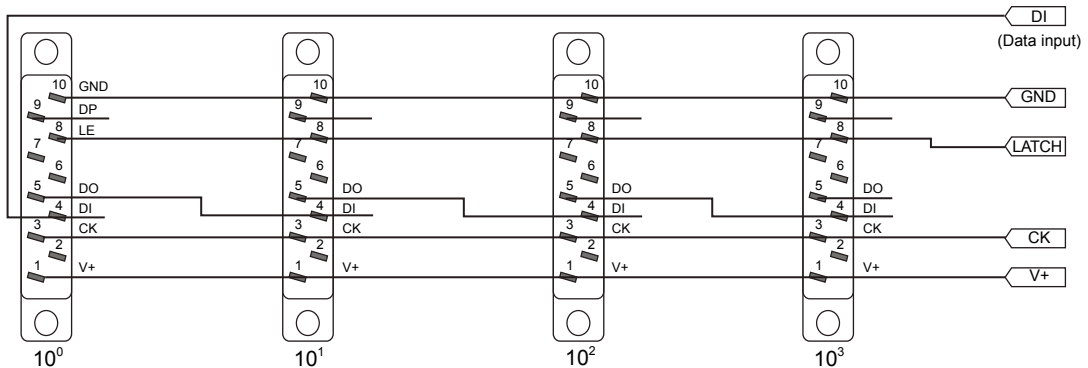 DI
(Data input)
10 GND 10 10 10 GND
9 DP 9 9 9
8 LE 8 8 8 LATCH
7 7 7 7
6 6 6 6
5 DO 5 DO 5 DO 5 DO
4 DI 4 DI 4 DI 4 DI
3 CK 3 CK 3 CK 3 CK CK
2 2 2 2
1 V+ 1 V+ 1 V+ 1 V+ V+
10⁰ 10¹ 10² 10³